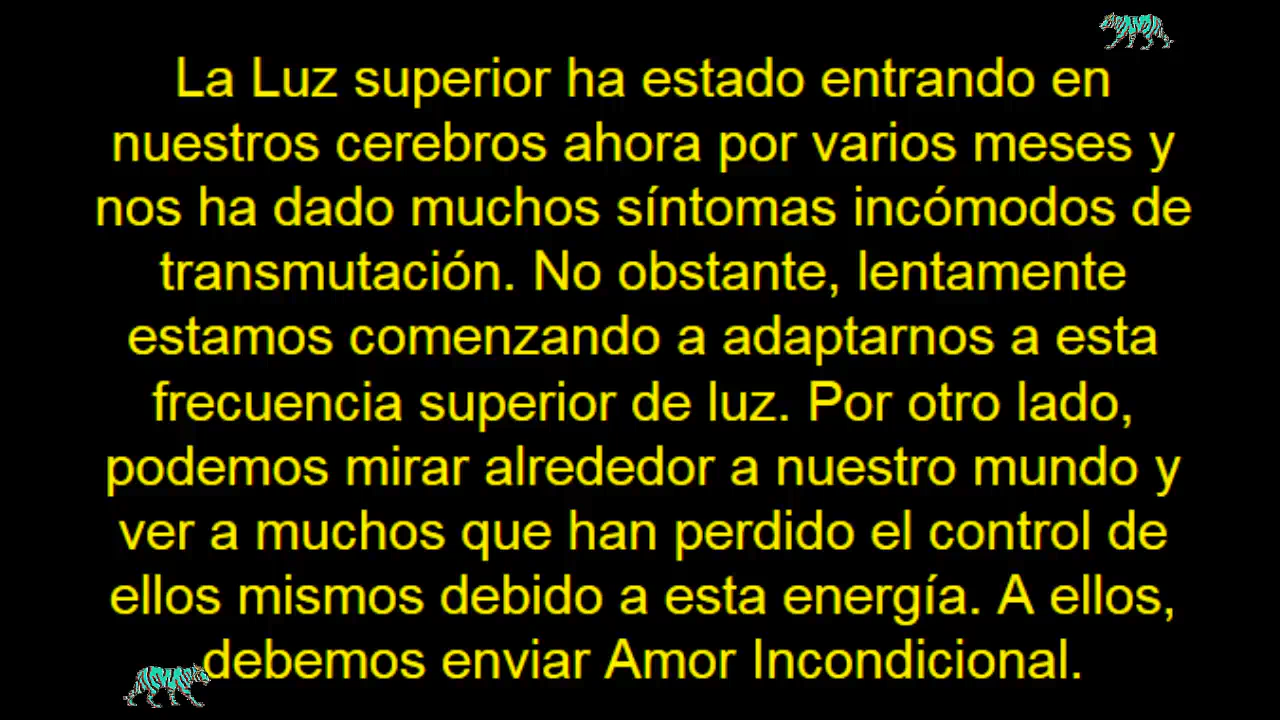 La Luz superior ha estado entrando en
nuestros cerebros ahora por varios meses y
nos ha dado muchos síntomas incómodos de
transmutación. No obstante, lentamente
estamos comenzando a adaptarnos a esta
frecuencia superior de luz. Por otro lado,
podemos mirar alrededor a nuestro mundo y
ver a muchos que han perdido el control de
ellos mismos debido a esta energía. A ellos,
debemos enviar Amor Incondicional.